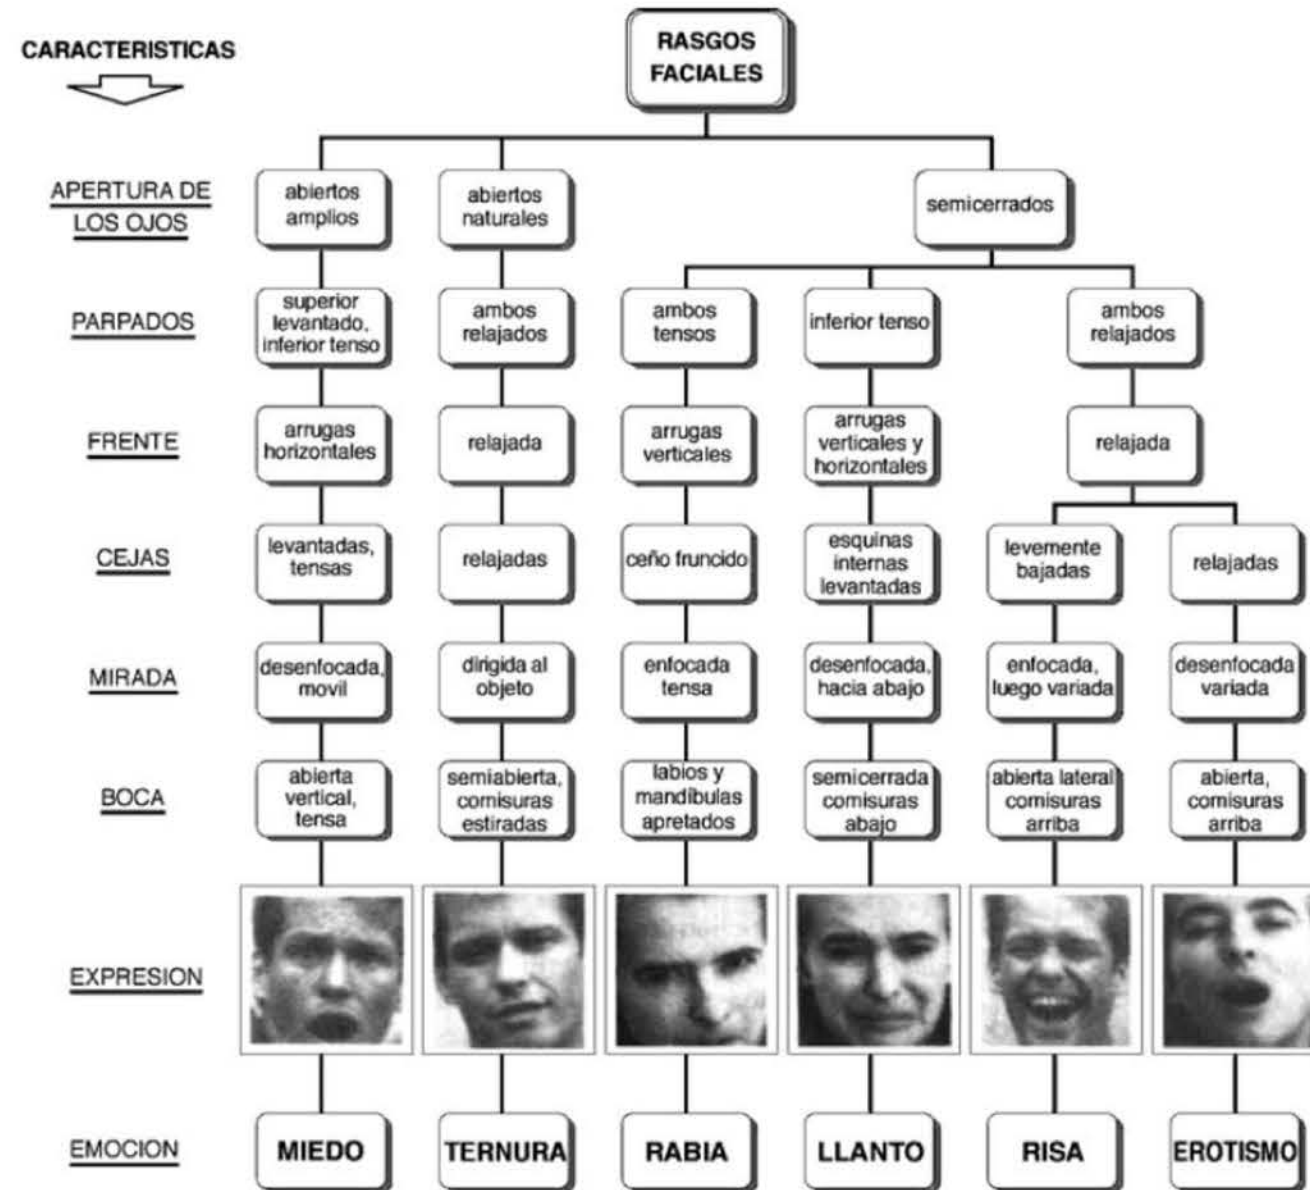 CARACTERISTICAS
RASGOS
FACIALES
APERTURA DE
LOS OJOS
abiertos
amplios
abiertos
naturales
semicerrados
PARPADOS
superior
levantado,
inferior tenso
ambos
relajados
ambos
tensos
inferior tenso
ambos
relajados
FRENTE
arrugas
horizontales
relajada
arrugas
verticales
arrugas
verticales y
horizontales
relajada
CEJAS
levantadas,
tensas
relajadas
ceño fruncido
esquinas
internas
levantadas
levemente
bajadas
relajadas
MIRADA
desenfocada,
movil
dirigida al
objeto
enfocada
tensa
desenfocada,
hacia abajo
enfocada,
luego variada
desenfocada
variada
BOCA
abierta
vertical,
tensa
semiabierta,
comisuras
estiradas
labios y
mandíbulas
apretados
semicerrada
comisuras
abajo
abierta lateral
comisuras
arriba
abierta,
comisuras
arriba
EXPRESION
EMOCION
MIEDO
TERNURA
RABIA
LLANTO
RISA
EROTISMO